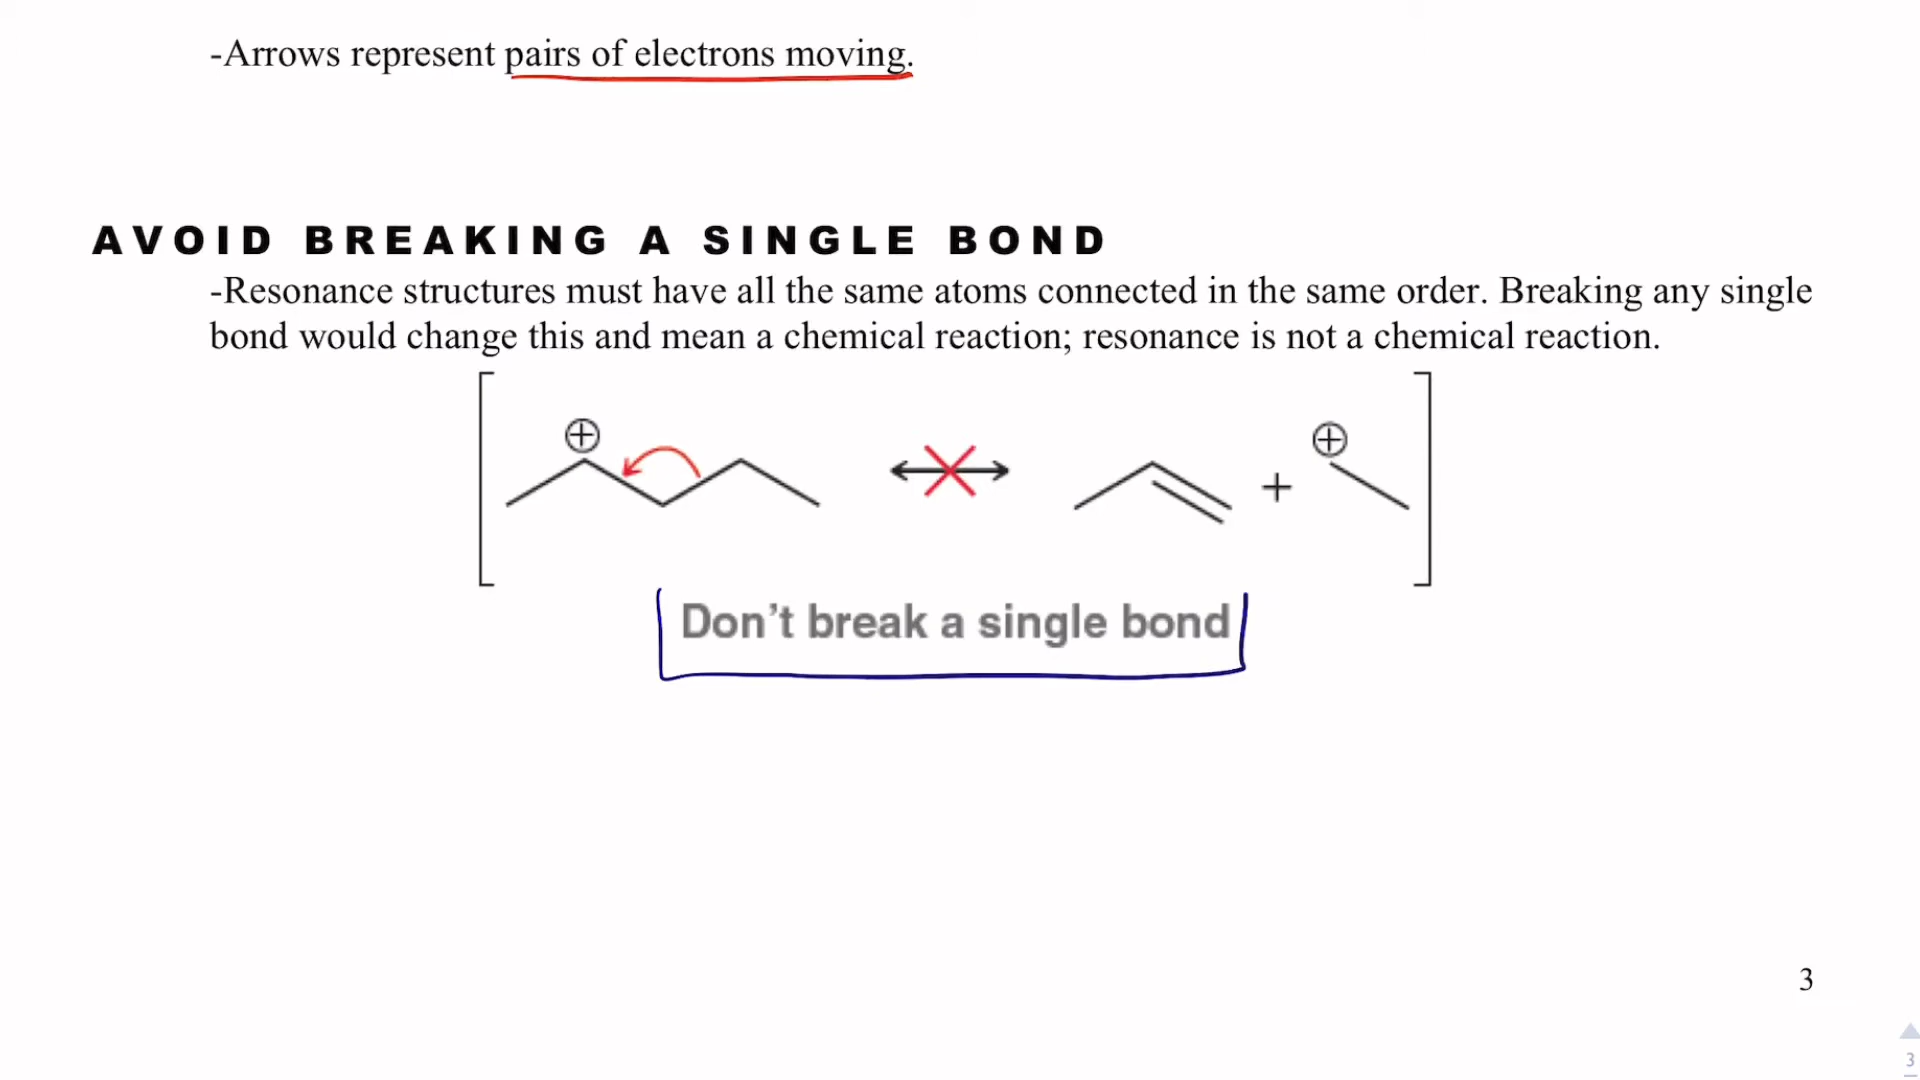 -Arrows represent pairs of electrons moving.
AVOID BREAKING A SINGLE BOND
-Resonance structures must have all the same atoms connected in the same order. Breaking any single
bond would change this and mean a chemical reaction; resonance is not a chemical reaction.
⊕ ⊕
+
Don't break a single bond
3
3